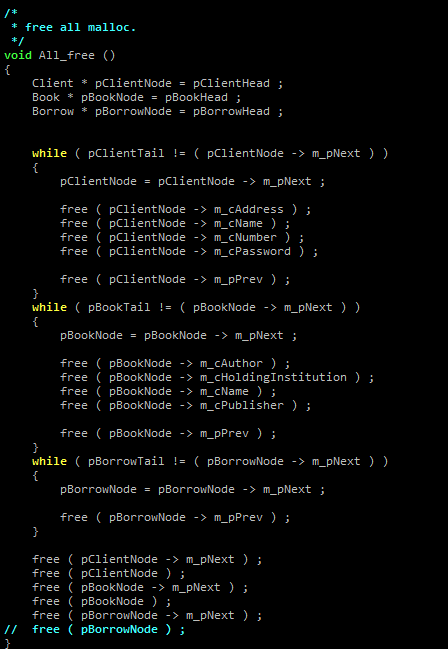 /*
 * free all malloc.
 */
void All_free ()
{
    Client * pClientNode = pClientHead ;
    Book * pBookNode = pBookHead ;
    Borrow * pBorrowNode = pBorrowHead ;

    while ( pClientTail != ( pClientNode -> m_pNext ) )
    {
        pClientNode = pClientNode -> m_pNext ;

        free ( pClientNode -> m_cAddress ) ;
        free ( pClientNode -> m_cName ) ;
        free ( pClientNode -> m_cNumber ) ;
        free ( pClientNode -> m_cPassword ) ;

        free ( pClientNode -> m_pPrev ) ;
    }
    while ( pBookTail != ( pBookNode -> m_pNext ) )
    {
        pBookNode = pBookNode -> m_pNext ;

        free ( pBookNode -> m_cAuthor ) ;
        free ( pBookNode -> m_cHoldingInstitution ) ;
        free ( pBookNode -> m_cName ) ;
        free ( pBookNode -> m_cPublisher ) ;

        free ( pBookNode -> m_pPrev ) ;
    }
    while ( pBorrowTail != ( pBorrowNode -> m_pNext ) )
    {
        pBorrowNode = pBorrowNode -> m_pNext ;

        free ( pBorrowNode -> m_pPrev ) ;
    }

    free ( pClientNode -> m_pNext ) ;
    free ( pClientNode ) ;
    free ( pBookNode -> m_pNext ) ;
    free ( pBookNode ) ;
    free ( pBorrowNode -> m_pNext ) ;
//  free ( pBorrowNode ) ;
}